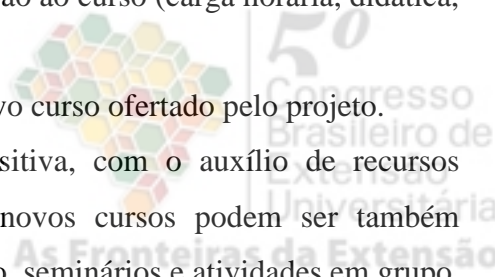 ão ao curso (carga horária, didática,
vo curso ofertado pelo projeto.
sitiva, com o auxílio de recursos
novos cursos podem ser também
o, seminários e atividades em grupo.
5º
Congresso
Brasileiro de
Extensão
Universitária
As Fronteiras da Extensão